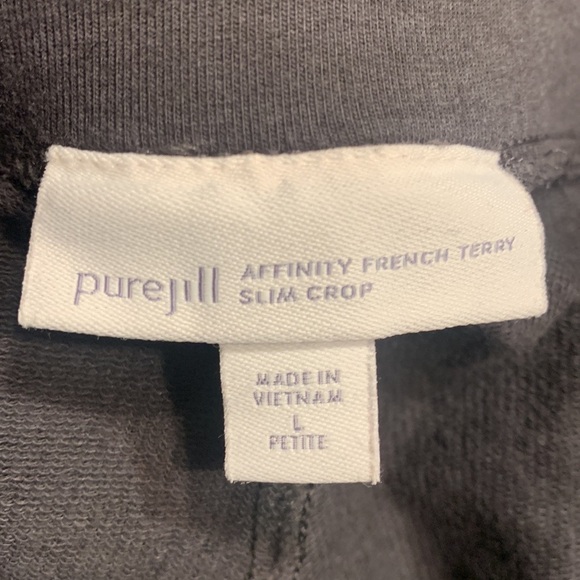 purejill
AFFINITY FRENCH TERRY
SLIM CROP
MADE IN
VIETNAM
L
PETITE